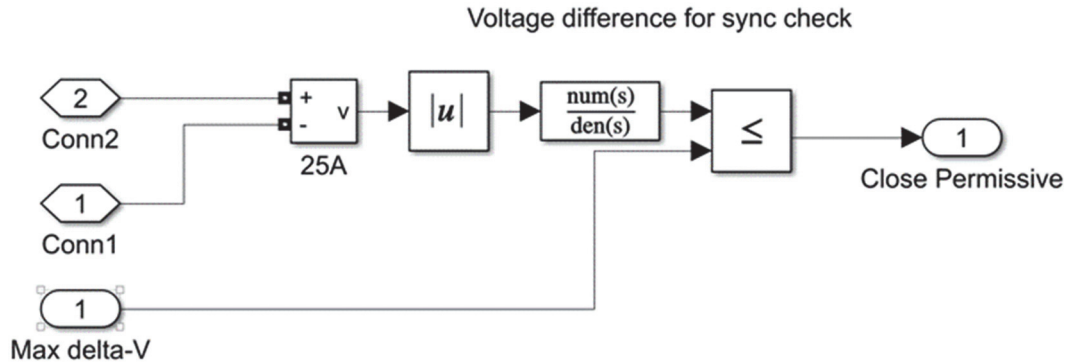 Voltage difference for sync check
2
Conn2
+
-
v
25A
|u|
num(s)
den(s)
≤
1
Close Permissive
1
Conn1
1
Max delta-V